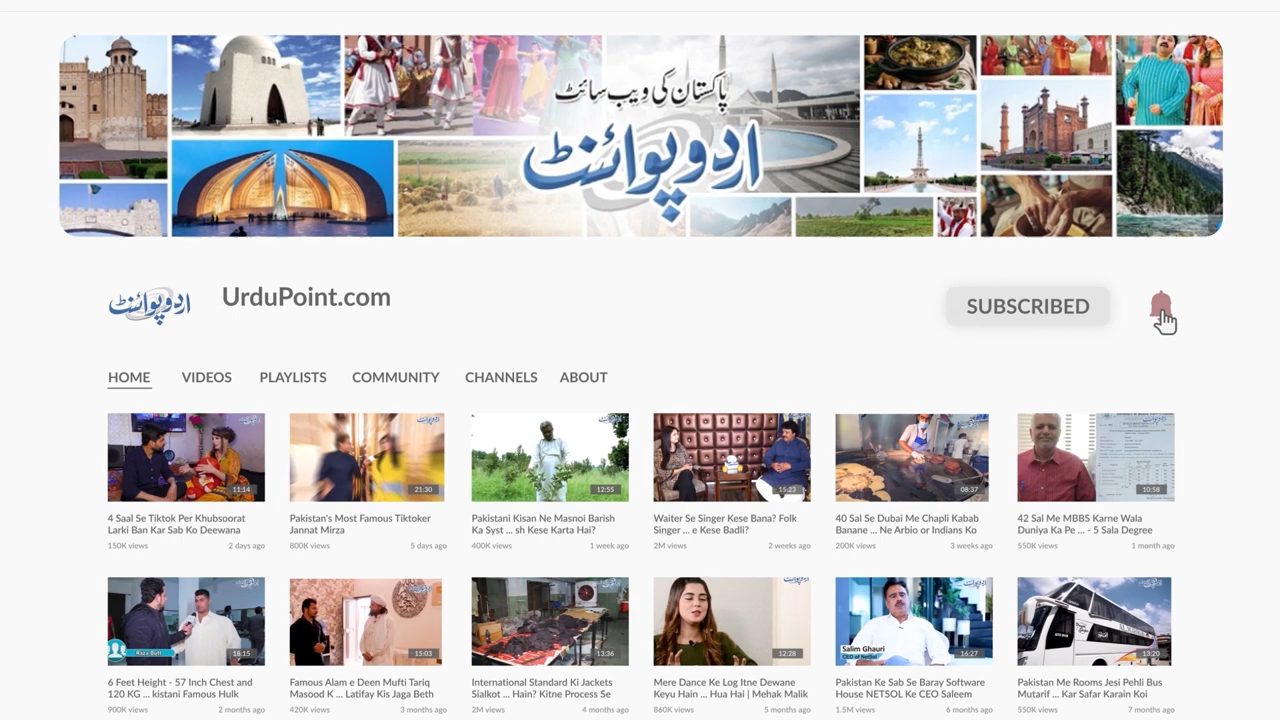 پاکستان کی ویب سائٹ
اردو پوائنٹ
اردو پوائنٹ
UrduPoint.com
SUBSCRIBED
HOME VIDEOS PLAYLISTS COMMUNITY CHANNELS ABOUT
11:14
21:30
12:55
15:23
08:37
10:58
4 Saal Se Tiktok Per Khubsoorat
Larki Ban Kar Sab Ko Deewana
150K views 2 days ago
Pakistan's Most Famous Tiktoker
Jannat Mirza
800K views 5 days ago
Pakistani Kisan Ne Masnoi Barish
Ka Syst ... sh Kese Karta Hai?
400K views 1 week ago
Waiter Se Singer Kese Bana? Folk
Singer ... e Kese Badli?
2M views 2 weeks ago
40 Sal Se Dubai Me Chapli Kabab
Banane ... Ne Arbio or Indians Ko
200K views 3 weeks ago
42 Sal Me MBBS Karne Wala
Duniya Ka Pe ... - 5 Sala Degree
550K views 1 month ago
Raza Butt
18:15
15:03
13:36
12:28
Salim Ghauri
CEO of NetSol
16:27
13:20
6 Feet Height - 57 Inch Chest and
120 KG ... kistani Famous Hulk
900K views 2 months ago
Famous Alam e Deen Mufti Tariq
Masood K ... Latifay Kis Jaga Beth
420K views 3 months ago
International Standard Ki Jackets
Sialkot ... Hain? Kitne Process Se
2M views 4 months ago
Mere Dance Ke Log Itne Dewane
Keyu Hain ... Hua Hai | Mehak Malik
860K views 5 months ago
Pakistan Ke Sab Se Baray Software
House NETSOL Ke CEO Saleem
1.5M views 6 months ago
Pakistan Me Rooms Jesi Pehli Bus
Mutarif ... Kar Safar Karain Koi
550K views 7 months ago